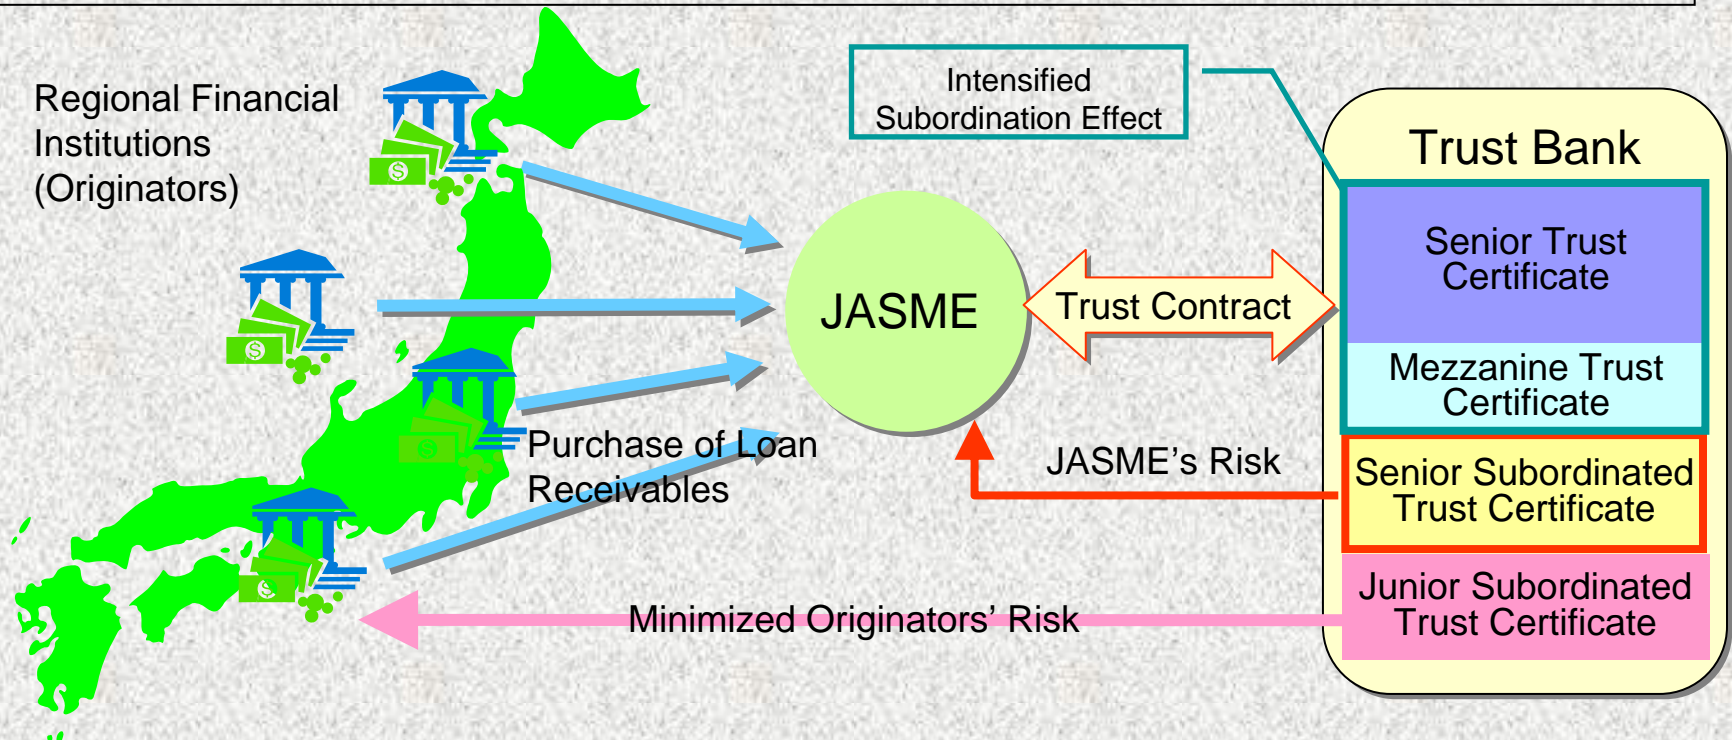 Regional Financial
Institutions
(Originators)
Intensified
Subordination Effect
Trust Bank
Senior Trust
Certificate
JASME
Trust Contract
Mezzanine Trust
Certificate
Purchase of Loan
Receivables
JASME’s Risk
Senior Subordinated
Trust Certificate
Minimized Originators’ Risk
Junior Subordinated
Trust Certificate